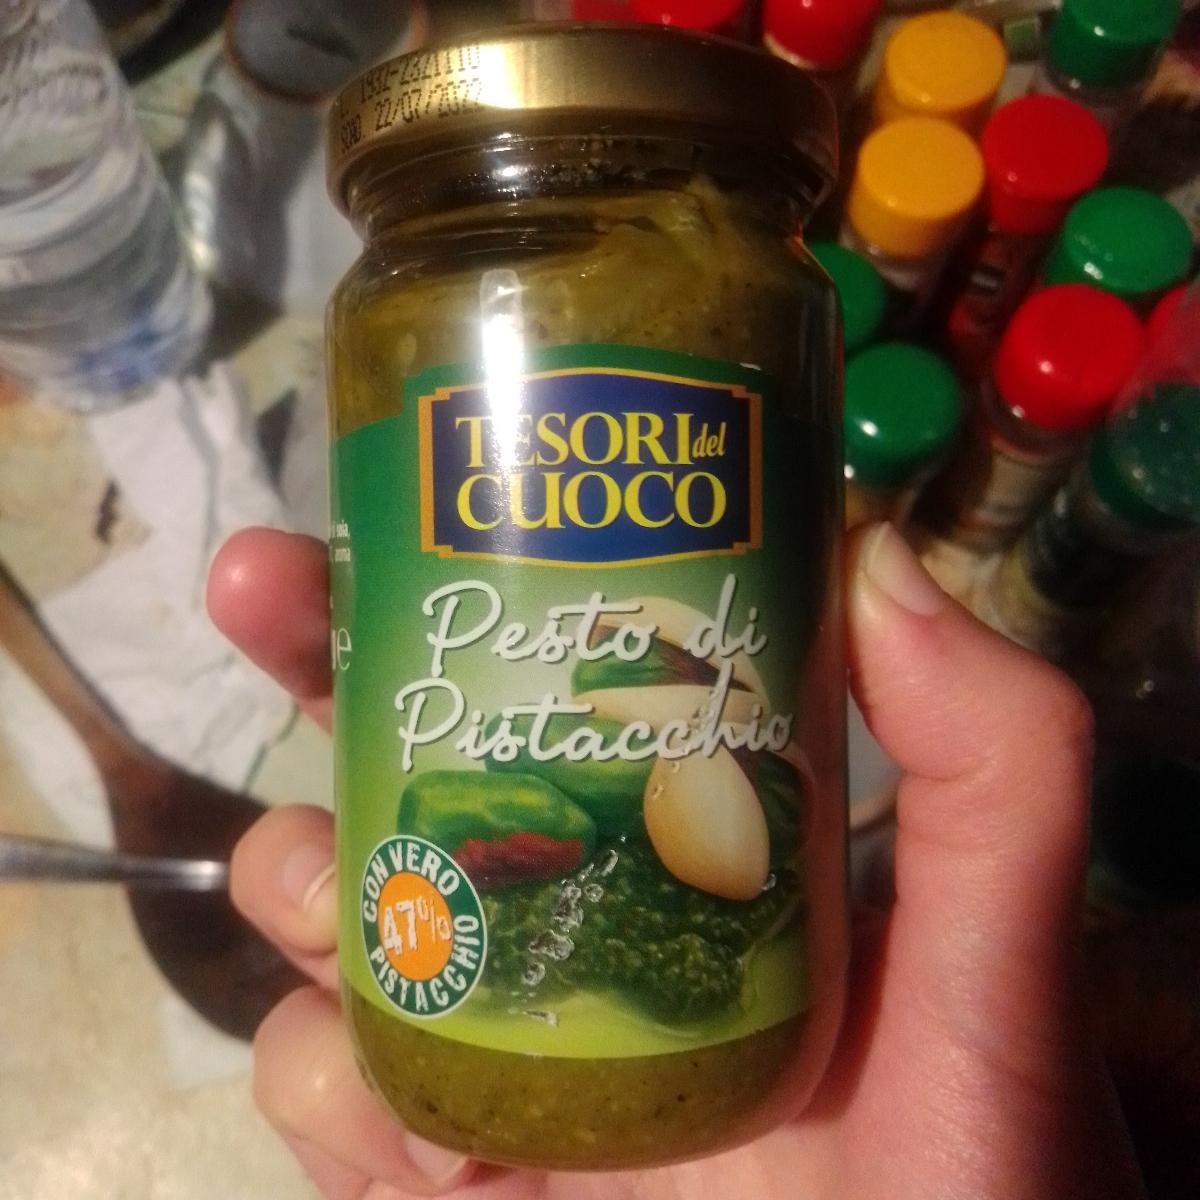 22/07/2022
TESORI del
CUOCO
Pesto di
Pistacchio
CON VERO
47%
PISTACCHIO